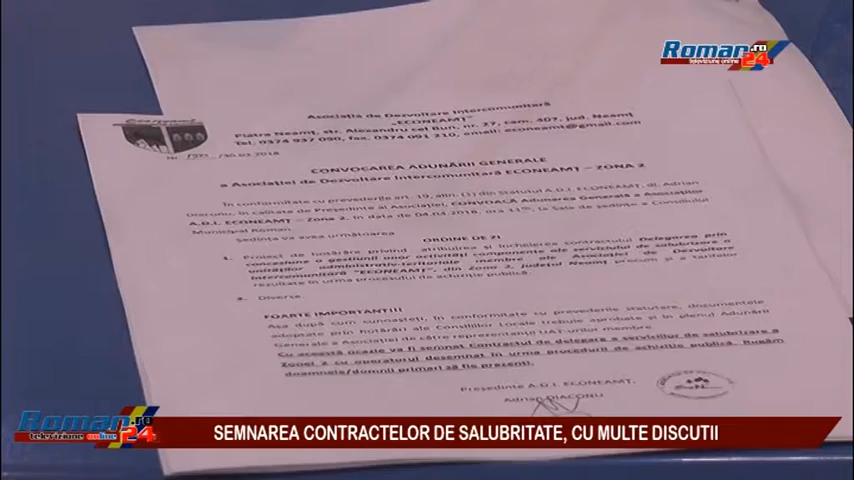 Roman.ro
televiziune online 24
Asociația de Dezvoltare Intercomunitară
"ECONEAMȚ"
Piatra Neamț, str. Alexandru cel Bun, nr. 27, cam. 407, jud. Neamț
Tel. 0374 937 090, fax. 0374 091 210, email: econeamt@gmail.com
Nr. /30.03.2018
CONVOCAREA ADUNĂRII GENERALE
a Asociației de Dezvoltare Intercomunitară ECONEAMȚ – ZONA 2
În conformitate cu prevederile art. 19, alin. (1) din Statutul A.D.I. ECONEAMȚ, dl. Adrian
Diaconu, în calitate de Președinte al Asociației, CONVOACĂ Adunarea Generală a Asociaților
A.D.I. ECONEAMȚ – Zona 2, în data de 04.04.2018, ora 11⁰⁰, la Sala de ședințe a Consiliului
Municipal Roman.
Ședința va avea următoarea
ORDINE DE ZI
1. Proiect de hotărâre privind atribuirea și încheierea contractului Delegarea prin
concesiune a gestiunii unor activități componente ale serviciului de salubrizare a
unităților administrativ-teritoriale membre ale Asociației de Dezvoltare
Intercomunitară "ECONEAMȚ", din Zona 2, județul Neamț precum și a tarifelor
rezultate în urma procesului de achiziție publică.
2. Diverse.
FOARTE IMPORTANT!!!
Așa după cum cunoașteți, în conformitate cu prevederile statutare, documentele
adoptate prin hotărâri ale Consiliilor Locale trebuie aprobate și în plenul Adunării
Generale a Asociației de către reprezentanții UAT-urilor membre.
Cu această ocazie va fi semnat Contractul de delegare a serviciilor de salubrizare a
Zonei 2 cu operatorul desemnat în urma procedurii de achiziție publică. Rugăm
doamnele/domnii primari să fie prezenți.
Președinte A.D.I. ECONEAMȚ,
Adrian DIACONU
Roman.ro
televiziune online 24
SEMNAREA CONTRACTELOR DE SALUBRITATE, CU MULTE DISCUTII